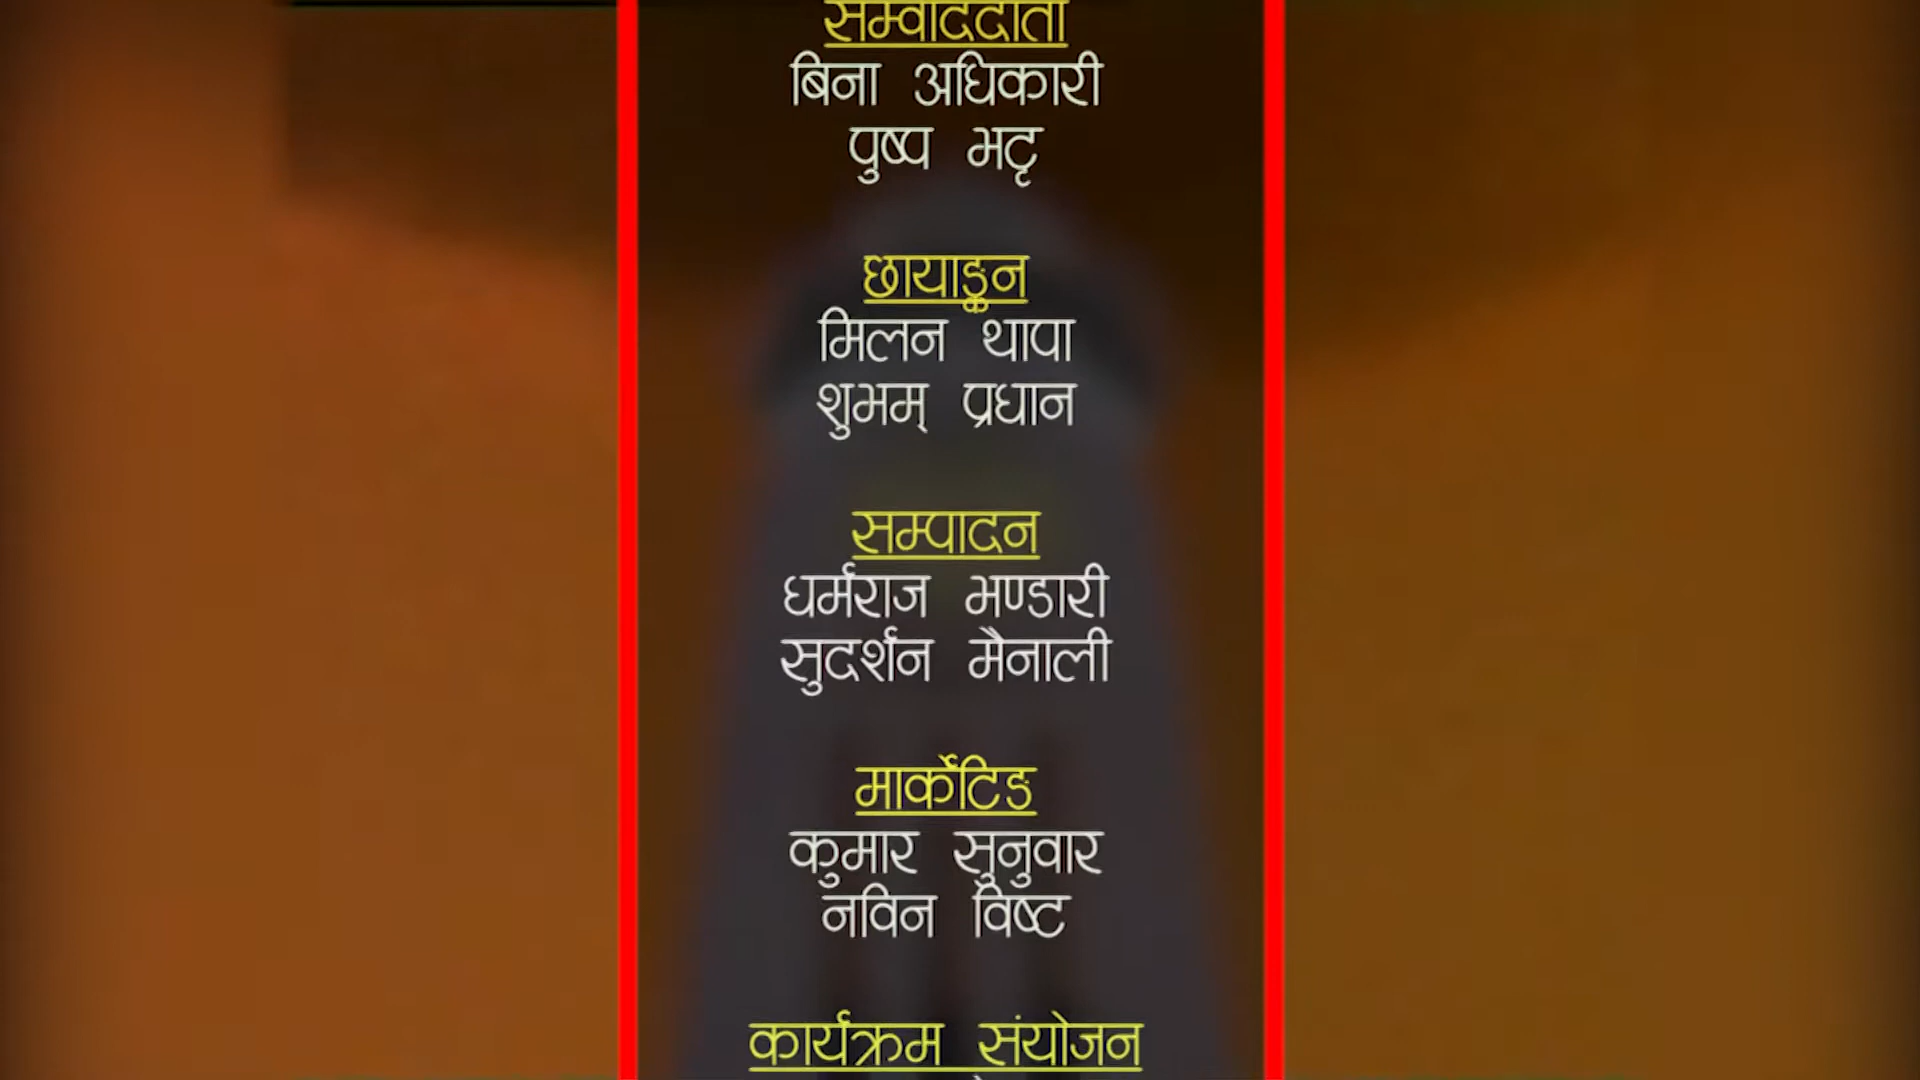 सम्वाददाता
बिना अधिकारी
पुष्प भट्ट
छायाङ्कन
मिलन थापा
शुभम् प्रधान
सम्पादन
धर्मराज भण्डारी
सुदर्शन मैनाली
मार्केटिङ
कुमार सुनुवार
नविन विष्ट
कार्यक्रम संयोजन